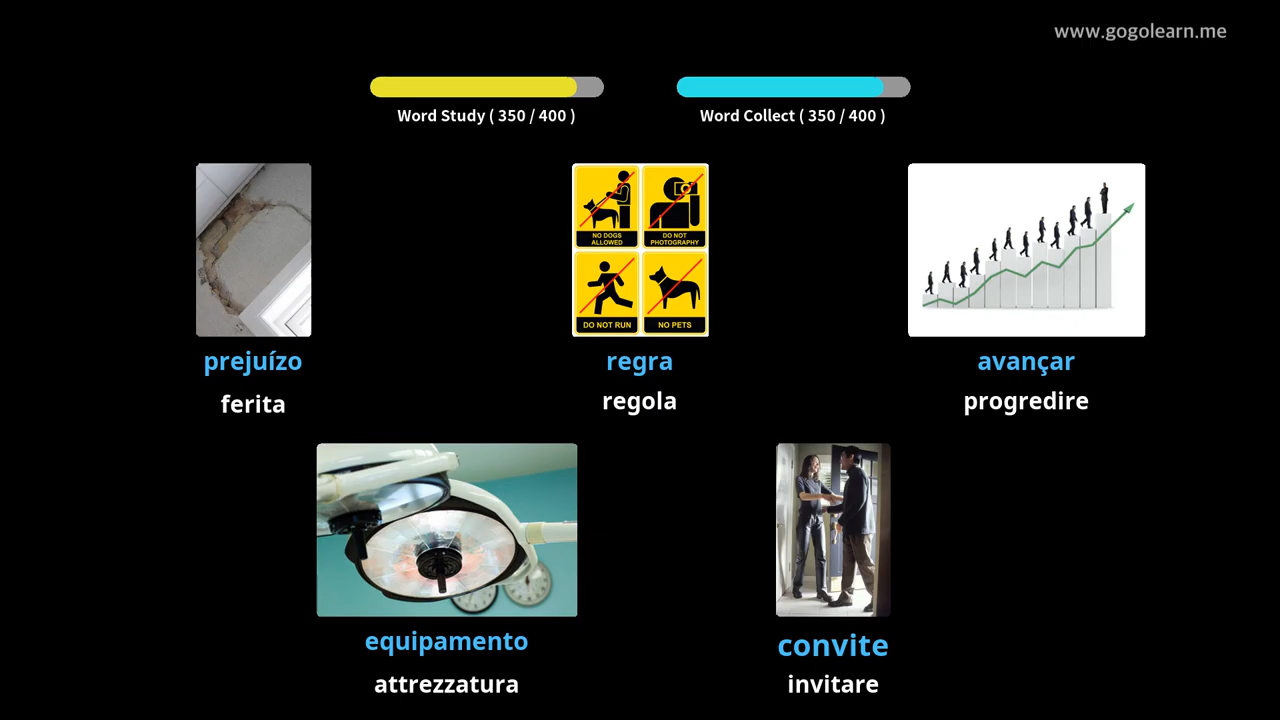 www.gogolearn.me
Word Study ( 350 / 400 )
Word Collect ( 350 / 400 )
NO DOGS
ALLOWED
DO NOT
PHOTOGRAPHY
DO NOT RUN
NO PETS
prejuízo
regra
avançar
ferita
regola
progredire
equipamento
convite
attrezzatura
invitare